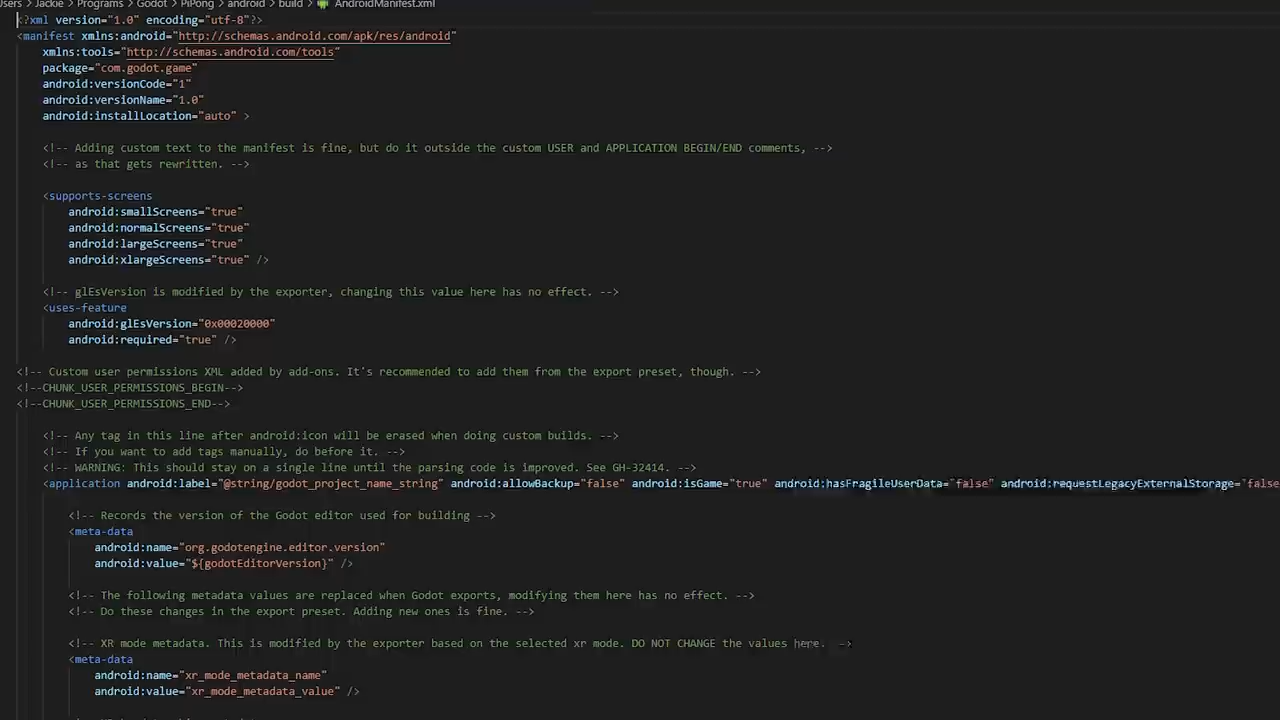 Users > Jackie > Programs > Godot > PiPong > android > build > AndroidManifest.xml
<?xml version="1.0" encoding="utf-8"?>
<manifest xmlns:android="http://schemas.android.com/apk/res/android"
xmlns:tools="http://schemas.android.com/tools"
package="com.godot.game"
android:versionCode="1"
android:versionName="1.0"
android:installLocation="auto" >
<!-- Adding custom text to the manifest is fine, but do it outside the custom USER and APPLICATION BEGIN/END comments, -->
<!-- as that gets rewritten. -->
<supports-screens
android:smallScreens="true"
android:normalScreens="true"
android:largeScreens="true"
android:xlargeScreens="true" />
<!-- glEsVersion is modified by the exporter, changing this value here has no effect. -->
<uses-feature
android:glEsVersion="0x00020000"
android:required="true" />
<!-- Custom user permissions XML added by add-ons. It's recommended to add them from the export preset, though. -->
<!--CHUNK_USER_PERMISSIONS_BEGIN-->
<!--CHUNK_USER_PERMISSIONS_END-->
<!-- Any tag in this line after android:icon will be erased when doing custom builds. -->
<!-- If you want to add tags manually, do before it. -->
<!-- WARNING: This should stay on a single line until the parsing code is improved. See GH-32414. -->
<application android:label="@string/godot_project_name_string" android:allowBackup="false" android:isGame="true" android:hasFragileUserData="false" android:requestLegacyExternalStorage="false
<!-- Records the version of the Godot editor used for building -->
<meta-data
android:name="org.godotengine.editor.version"
android:value="${godotEditorVersion}" />
<!-- The following metadata values are replaced when Godot exports, modifying them here has no effect. -->
<!-- Do these changes in the export preset. Adding new ones is fine. -->
<!-- XR mode metadata. This is modified by the exporter based on the selected xr mode. DO NOT CHANGE the values here. -->
<meta-data
android:name="xr_mode_metadata_name"
android:value="xr_mode_metadata_value" />